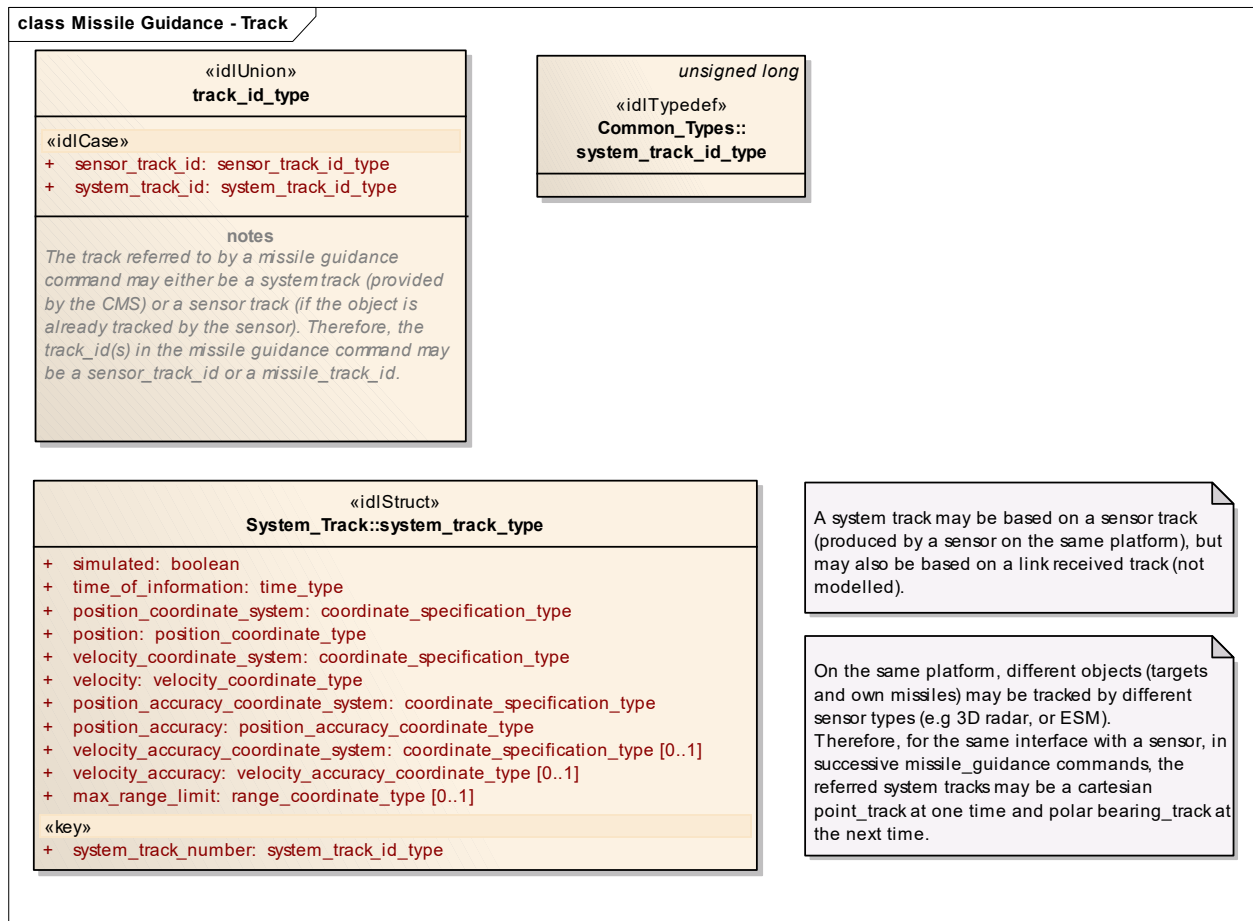 class Missile Guidance - Track
«idlUnion»
track_id_type
«idlCase»
+ sensor_track_id: sensor_track_id_type
+ system_track_id: system_track_id_type
notes
The track referred to by a missile guidance
command may either be a system track (provided
by the CMS) or a sensor track (if the object is
already tracked by the sensor). Therefore, the
track_id(s) in the missile guidance command may
be a sensor_track_id or a missile_track_id.
unsigned long
«idlTypedef»
Common_Types::
system_track_id_type
«idlStruct»
System_Track::system_track_type
+ simulated: boolean
+ time_of_information: time_type
+ position_coordinate_system: coordinate_specification_type
+ position: position_coordinate_type
+ velocity_coordinate_system: coordinate_specification_type
+ velocity: velocity_coordinate_type
+ position_accuracy_coordinate_system: coordinate_specification_type
+ position_accuracy: position_accuracy_coordinate_type
+ velocity_accuracy_coordinate_system: coordinate_specification_type [0..1]
+ velocity_accuracy: velocity_accuracy_coordinate_type [0..1]
+ max_range_limit: range_coordinate_type [0..1]
«key»
+ system_track_number: system_track_id_type
A system track may be based on a sensor track
(produced by a sensor on the same platform), but
may also be based on a link received track (not
modelled).
On the same platform, different objects (targets
and own missiles) may be tracked by different
sensor types (e.g 3D radar, or ESM).
Therefore, for the same interface with a sensor, in
successive missile_guidance commands, the
referred system tracks may be a cartesian
point_track at one time and polar bearing_track at
the next time.